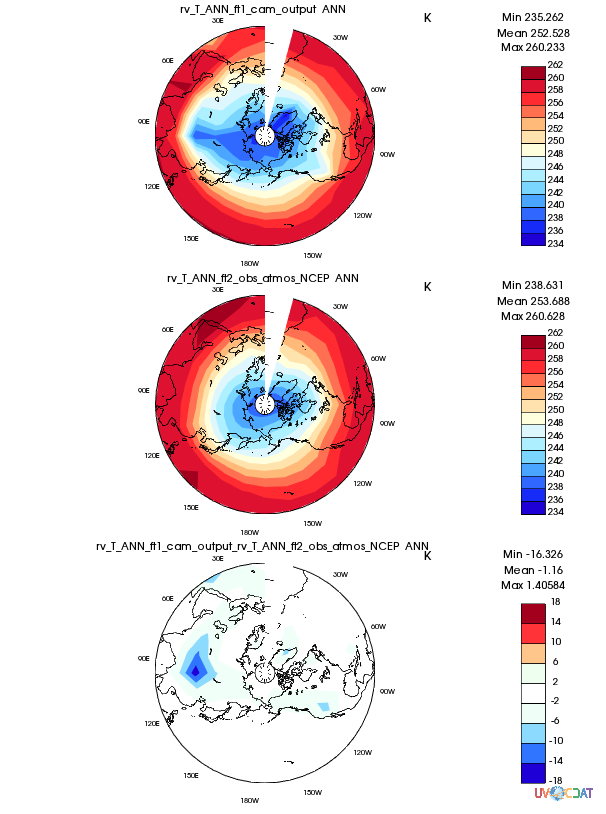 rv_T_ANN_ft1_cam_output ANN
K
Min 235.262
Mean 252.528
Max 260.233
30E
30W
60E
60W
90E
90W
120E
120W
150E
150W
180W
262
260
258
256
254
252
250
248
246
244
242
240
238
236
234
rv_T_ANN_ft2_obs_atmos_NCEP ANN
K
Min 238.631
Mean 253.688
Max 260.628
30E
30W
60E
60W
90E
90W
120E
120W
150E
150W
180W
262
260
258
256
254
252
250
248
246
244
242
240
238
236
234
rv_T_ANN_ft1_cam_output_rv_T_ANN_ft2_obs_atmos_NCEP ANN
K
Min -16.326
Mean -1.16
Max 1.40584
30E
30W
60E
60W
90E
90W
120E
120W
150E
150W
180W
18
14
10
6
2
-2
-6
-10
-14
-18
UV CDAT